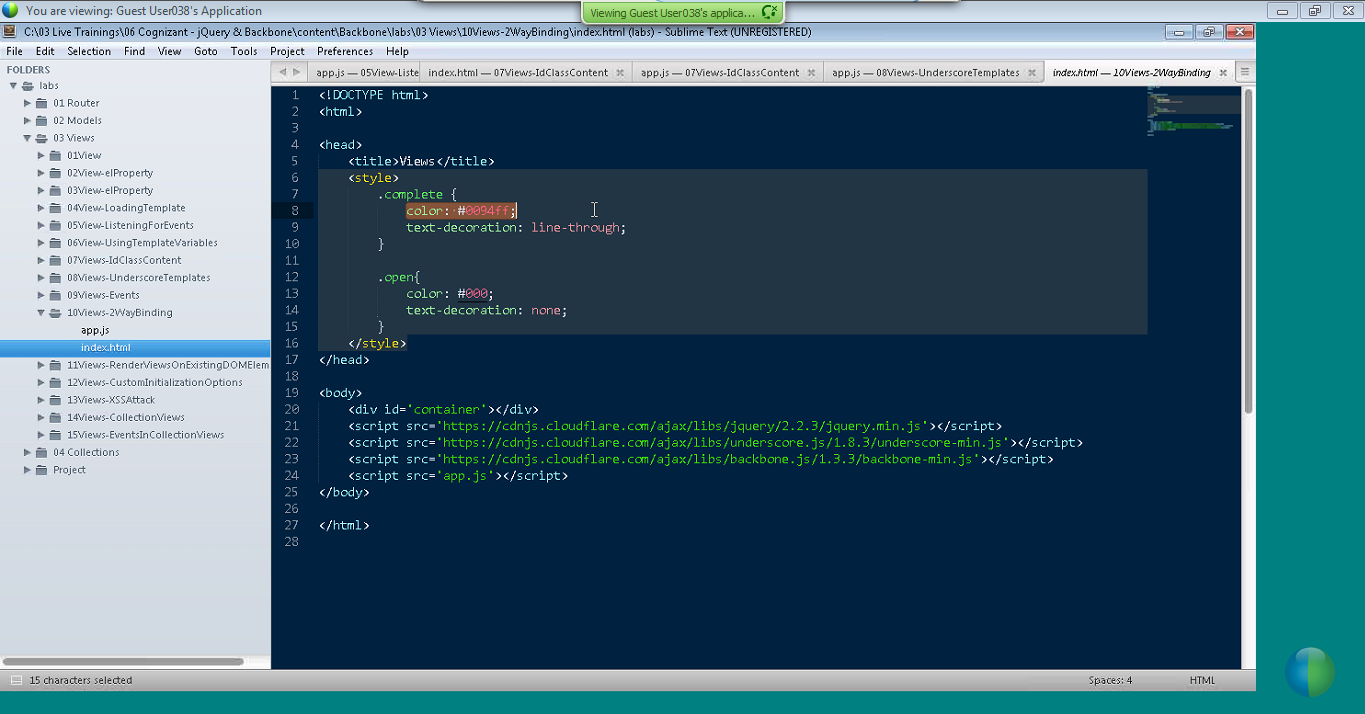 You are viewing: Guest User038's Application
Viewing Guest User038's applica...
C:\03 Live Trainings\06 Cognizant - jQuery & Backbone\content\Backbone\labs\03 Views\10Views-2WayBinding\index.html (labs) - Sublime Text (UNREGISTERED)
File Edit Selection Find View Goto Tools Project Preferences Help
FOLDERS
labs
01 Router
02 Models
03 Views
01View
02View-elProperty
03View-elProperty
04View-LoadingTemplate
05View-ListeningForEvents
06View-UsingTemplateVariables
07Views-IdClassContent
08Views-UnderscoreTemplates
09Views-Events
10Views-2WayBinding
app.js
index.html
11Views-RenderViewsOnExistingDOMElem
12Views-CustomInitializationOptions
13Views-XSSAttack
14Views-CollectionViews
15Views-EventsInCollectionViews
04 Collections
Project
app.js — 05View-Liste index.html — 07Views-IdClassContent app.js — 07Views-IdClassContent app.js — 08Views-UnderscoreTemplates index.html — 10Views-2WayBinding
1 <!DOCTYPE html>
2 <html>
3
4 <head>
5 <title>Views</title>
6 <style>
7 .complete {
8 color: #0094ff;
9 text-decoration: line-through;
10 }
11
12 .open{
13 color: #000;
14 text-decoration: none;
15 }
16 </style>
17 </head>
18
19 <body>
20 <div id='container'></div>
21 <script src='https://cdnjs.cloudflare.com/ajax/libs/jquery/2.2.3/jquery.min.js'></script>
22 <script src='https://cdnjs.cloudflare.com/ajax/libs/underscore.js/1.8.3/underscore-min.js'></script>
23 <script src='https://cdnjs.cloudflare.com/ajax/libs/backbone.js/1.3.3/backbone-min.js'></script>
24 <script src='app.js'></script>
25 </body>
26
27 </html>
28
15 characters selected Spaces: 4 HTML